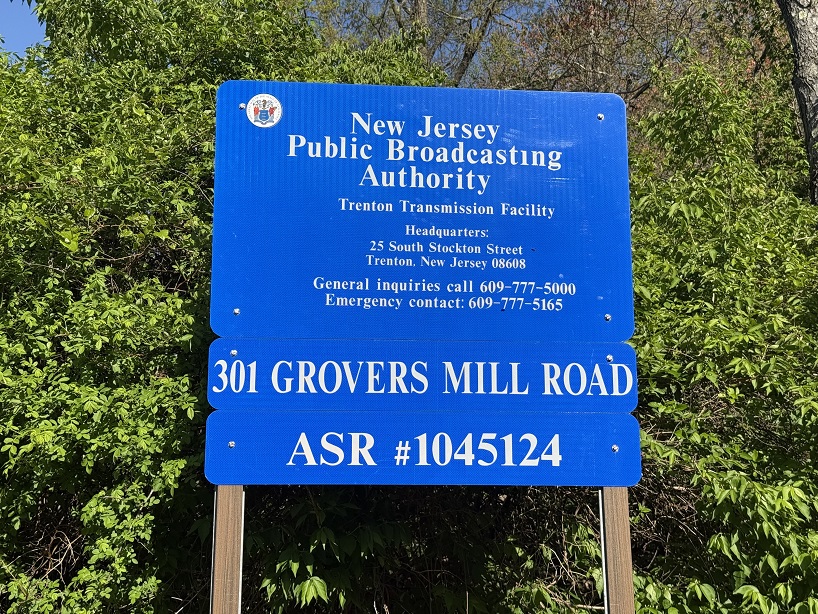 New Jersey
Public Broadcasting
Authority
Trenton Transmission Facility
Headquarters:
25 South Stockton Street
Trenton, New Jersey 08608
General inquiries call 609-777-5000
Emergency contact: 609-777-5165
301 GROVERS MILL ROAD
ASR #1045124